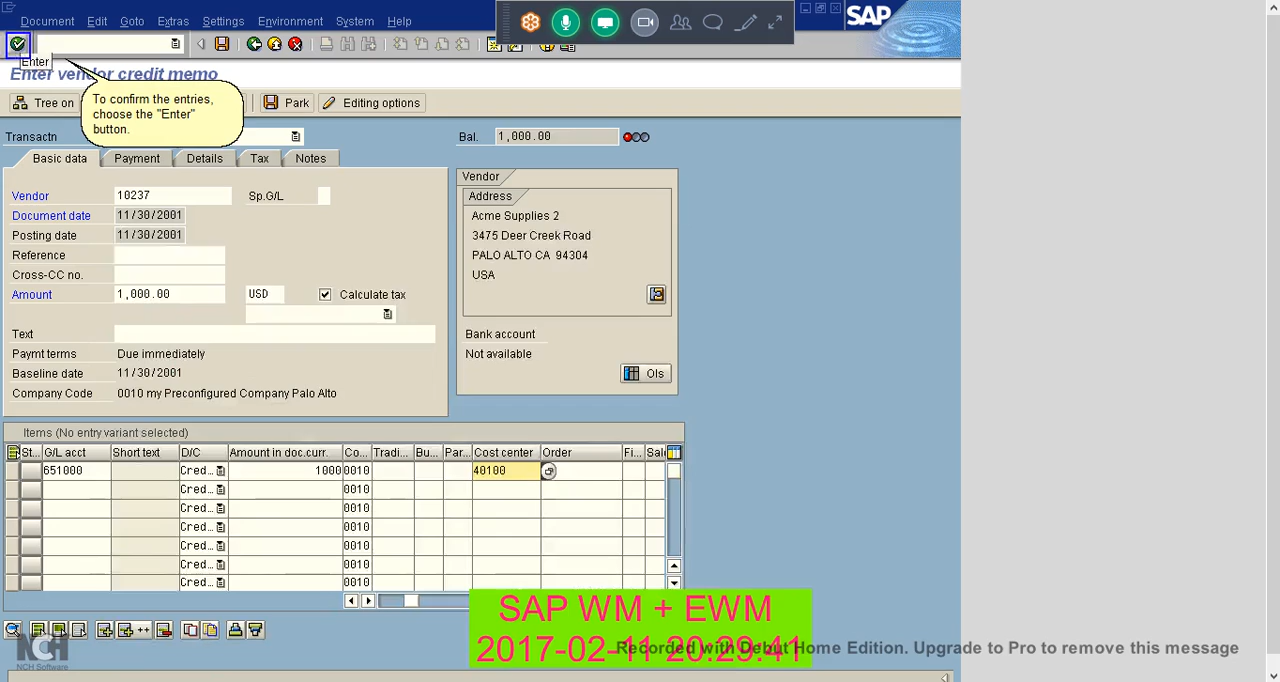 Document Edit Goto Extras Settings Environment System Help
SAP
Enter
Enter vendor credit memo
To confirm the entries,
choose the "Enter"
button.
Tree on
Park
Editing options
Transactn
Bal. 1,000.00
Basic data Payment Details Tax Notes
Vendor 10237 Sp.G/L
Document date 11/30/2001
Posting date 11/30/2001
Reference
Cross-CC no.
Amount 1,000.00 USD Calculate tax
Text
Paymt terms Due immediately
Baseline date 11/30/2001
Company Code 0010 my Preconfigured Company Palo Alto
Vendor
Address
Acme Supplies 2
3475 Deer Creek Road
PALO ALTO CA 94304
USA
Bank account
Not available
OIs
Items (No entry variant selected)
St... G/L acct Short text D/C Amount in doc.curr. Co... Tradi... Bu... Par... Cost center Order Fi... Sale
651000 Cred... 1000 0010 40100
Cred... 0010
Cred... 0010
Cred... 0010
Cred... 0010
Cred... 0010
Cred... 0010
SAP WM + EWM
2017-02-11 20:29:41
Recorded with Debut Home Edition. Upgrade to Pro to remove this message
NCH
NCH Software